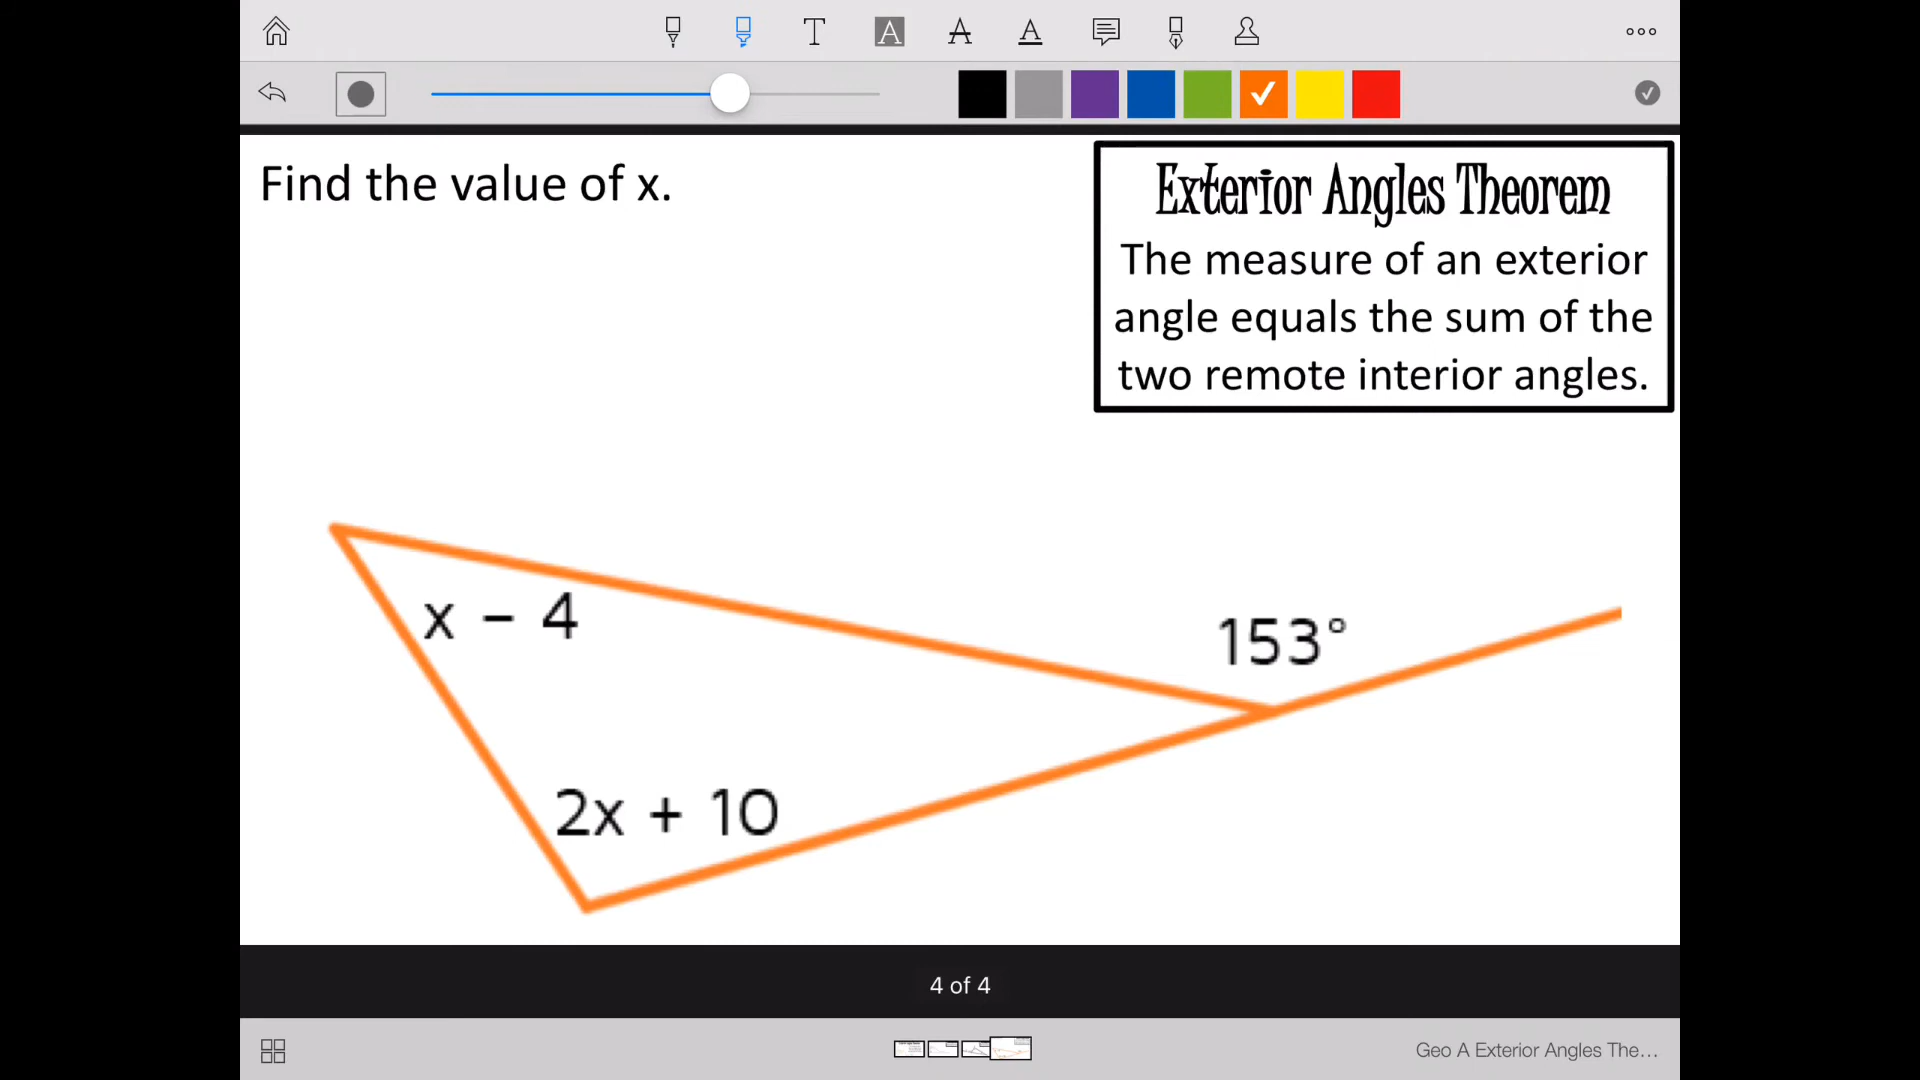 Find the value of x.
Exterior Angles Theorem
The measure of an exterior
angle equals the sum of the
two remote interior angles.
x – 4
153°
2x + 10
4 of 4
Geo A Exterior Angles The...